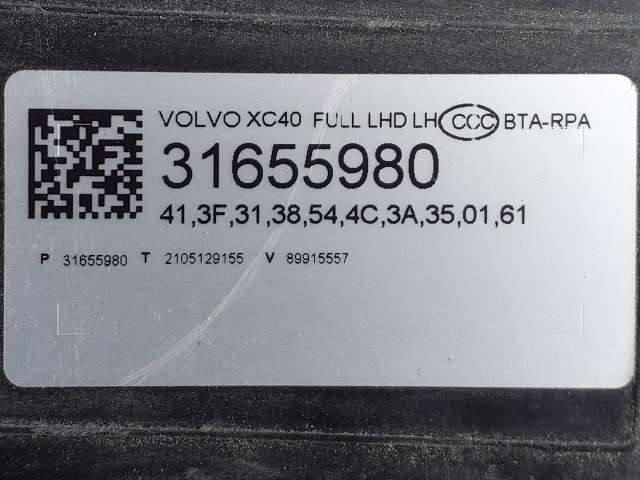 VOLVO XC40 FULL LHD LH CCC BTA-RPA
31655980
41,3F,31,38,54,4C,3A,35,01,61
P 31655980 T 2105129155 V 89915557